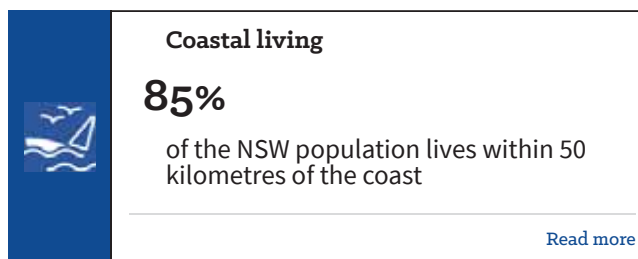 Coastal living
85%
of the NSW population lives within 50
kilometres of the coast
Read more